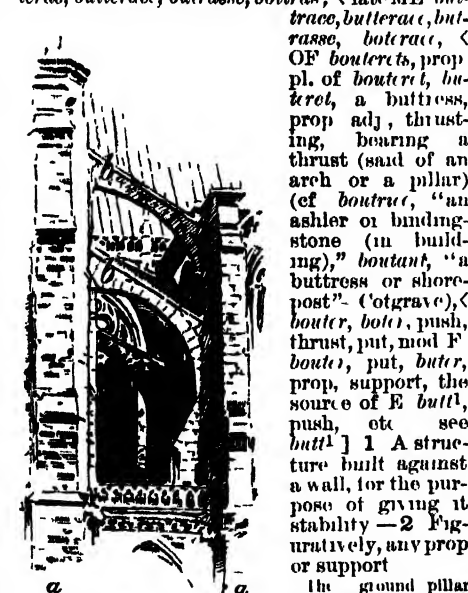 butterace,
trace, butterace, but-
rasse, boterace, <
OF bouterets, prop
pl. of bouteret, bu-
teret, a buttress,
prop adj, thrust-
ing, bearing a
thrust (said of an
arch or a pillar)
(cf boutrice, “an
ashler or binding-
stone (in build-
ing),” boutant, “a
buttress or shore-
post”- Cotgrave), <
bouter, boter, push,
thrust, put, mod F
bouter, put, buter,
prop, support, the
source of E butt1,
push, etc see
butt1 ] 1 A struc-
ture built against
a wall, for the pur-
pose of giving it
stability —2 Fig-
uratively, any prop
or support
The ground pillar
b
b
a
a